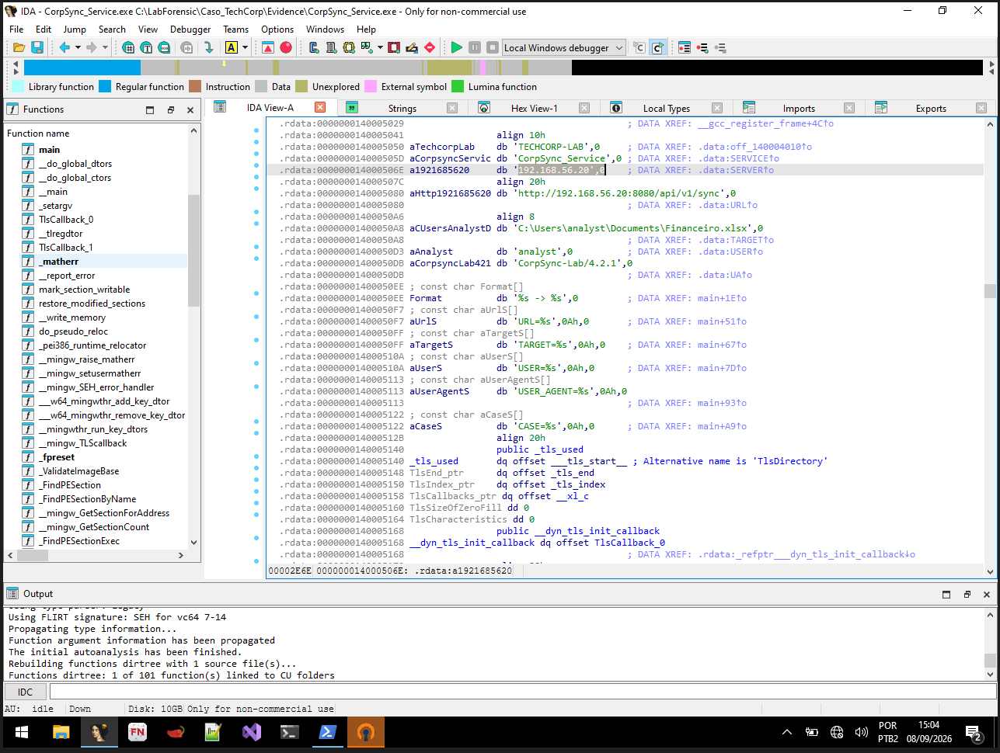 IDA - CorpSync_Service.exe C:\LabForensic\Caso_TechCorp\Evidence\CorpSync_Service.exe - Only for non-commercial use
File Edit Jump Search View Debugger Teams Options Windows Help
Local Windows debugger
Library function Regular function Instruction Data Unexplored External symbol Lumina function
Functions
IDA View-A Strings Hex View-1 Local Types Imports Exports
Function name
main
__do_global_dtors
__do_global_ctors
__main
_setargv
TlsCallback_0
__tlregdtor
TlsCallback_1
_matherr
__report_error
mark_section_writable
restore_modified_sections
__write_memory
do_pseudo_reloc
_pei386_runtime_relocator
__mingw_raise_matherr
__mingw_setusermatherr
__mingw_SEH_error_handler
___w64_mingwthr_add_key_dtor
___w64_mingwthr_remove_key_dtor
__mingwthr_run_key_dtors
__mingw_TLScallback
_fpreset
_ValidateImageBase
_FindPESection
_FindPESectionByName
__mingw_GetSectionForAddress
__mingw_GetSectionCount
_FindPESectionExec
.rdata:0000000140005029 ; DATA XREF: __gcc_register_frame+4C↑o
.rdata:0000000140005041 align 10h
.rdata:0000000140005050 aTechcorpLab db 'TECHCORP-LAB',0 ; DATA XREF: .data:off_140004010↑o
.rdata:000000014000505D aCorpsyncServic db 'CorpSync_Service',0 ; DATA XREF: .data:SERVICE↑o
.rdata:000000014000506E a1921685620 db '192.168.56.20',0 ; DATA XREF: .data:SERVER↑o
.rdata:000000014000507C align 20h
.rdata:0000000140005080 aHttp1921685620 db 'http://192.168.56.20:8080/api/v1/sync',0
.rdata:0000000140005080 ; DATA XREF: .data:URL↑o
.rdata:00000001400050A6 align 8
.rdata:00000001400050A8 aCUsersAnalystD db 'C:\Users\analyst\Documents\Financeiro.xlsx',0
.rdata:00000001400050A8 ; DATA XREF: .data:TARGET↑o
.rdata:00000001400050D3 aAnalyst db 'analyst',0 ; DATA XREF: .data:USER↑o
.rdata:00000001400050DB aCorpsyncLab421 db 'CorpSync-Lab/4.2.1',0
.rdata:00000001400050DB ; DATA XREF: .data:UA↑o
.rdata:00000001400050EE ; const char Format[]
.rdata:00000001400050EE Format db '%s -> %s',0 ; DATA XREF: main+1E↑o
.rdata:00000001400050F7 ; const char aUrlS[]
.rdata:00000001400050F7 aUrlS db 'URL=%s',0Ah,0 ; DATA XREF: main+51↑o
.rdata:00000001400050FF ; const char aTargetS[]
.rdata:00000001400050FF aTargetS db 'TARGET=%s',0Ah,0 ; DATA XREF: main+67↑o
.rdata:000000014000510A ; const char aUserS[]
.rdata:000000014000510A aUserS db 'USER=%s',0Ah,0 ; DATA XREF: main+7D↑o
.rdata:0000000140005113 ; const char aUserAgentS[]
.rdata:0000000140005113 aUserAgentS db 'USER_AGENT=%s',0Ah,0
.rdata:0000000140005113 ; DATA XREF: main+93↑o
.rdata:0000000140005122 ; const char aCaseS[]
.rdata:0000000140005122 aCaseS db 'CASE=%s',0Ah,0 ; DATA XREF: main+A9↑o
.rdata:000000014000512B align 20h
.rdata:0000000140005140 public _tls_used
.rdata:0000000140005140 _tls_used dq offset ___tls_start__ ; Alternative name is 'TlsDirectory'
.rdata:0000000140005148 TlsEnd_ptr dq offset _tls_end
.rdata:0000000140005150 TlsIndex_ptr dq offset _tls_index
.rdata:0000000140005158 TlsCallbacks_ptr dq offset __xl_c
.rdata:0000000140005160 TlsSizeOfZeroFill dd 0
.rdata:0000000140005164 TlsCharacteristics dd 0
.rdata:0000000140005168 public __dyn_tls_init_callback
.rdata:0000000140005168 __dyn_tls_init_callback dq offset TlsCallback_0
.rdata:0000000140005168 ; DATA XREF: .rdata:_refptr___dyn_tls_init_callback↓o
00002E6E 000000014000506E: .rdata:a1921685620
Output
Using FLIRT signature: SEH for vc64 7-14
Propagating type information...
Function argument information has been propagated
The initial autoanalysis has been finished.
Rebuilding functions dirtree with 1 source file(s)...
Functions dirtree: 1 of 101 function(s) linked to CU folders
IDC
AU: idle Down Disk: 10GB Only for non-commercial use
FN
POR
PTB2
15:04
08/09/2026
2